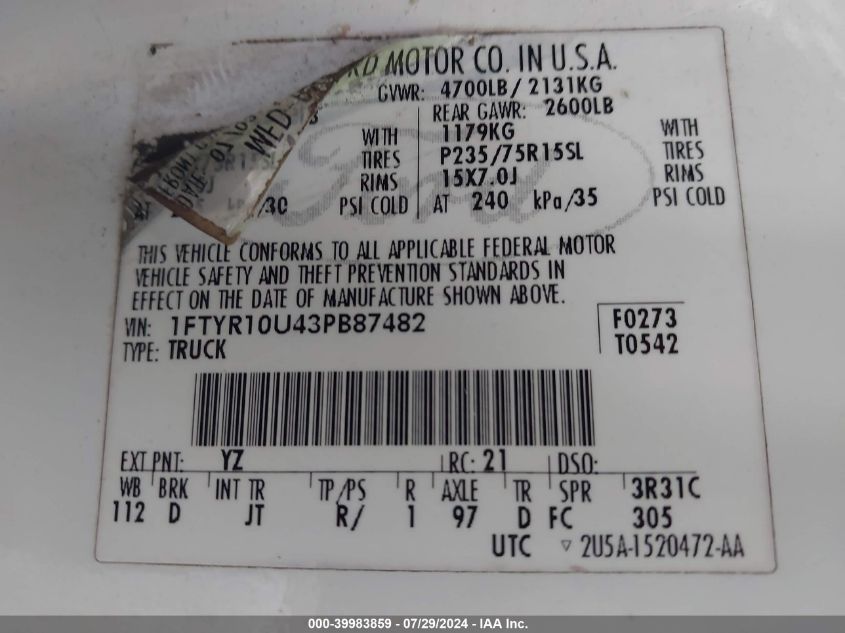 RD MOTOR CO. IN U.S.A.
GVWR: 4700LB/ 2131KG
REAR GAWR: 2600LB
WITH 1179KG WITH
TIRES P235/75R15SL TIRES
RIMS 15X7.0J RIMS
/30 PSI COLD AT 240 kPa/35 PSI COLD
WED
DATE: 01
Ford
THIS VEHICLE CONFORMS TO ALL APPLICABLE FEDERAL MOTOR
VEHICLE SAFETY AND THEFT PREVENTION STANDARDS IN
EFFECT ON THE DATE OF MANUFACTURE SHOWN ABOVE.
VIN: 1FTYR10U43PB87482 F0273
TYPE: TRUCK T0542
EXT PNT: YZ RC: 21 DSO:
WB BRK INT TR TP/PS R AXLE TR SPR 3R31C
112 D JT R/ 1 97 D FC 305
UTC ▽ 2U5A-1520472-AA
000-39983859 - 07/29/2024 - IAA Inc.